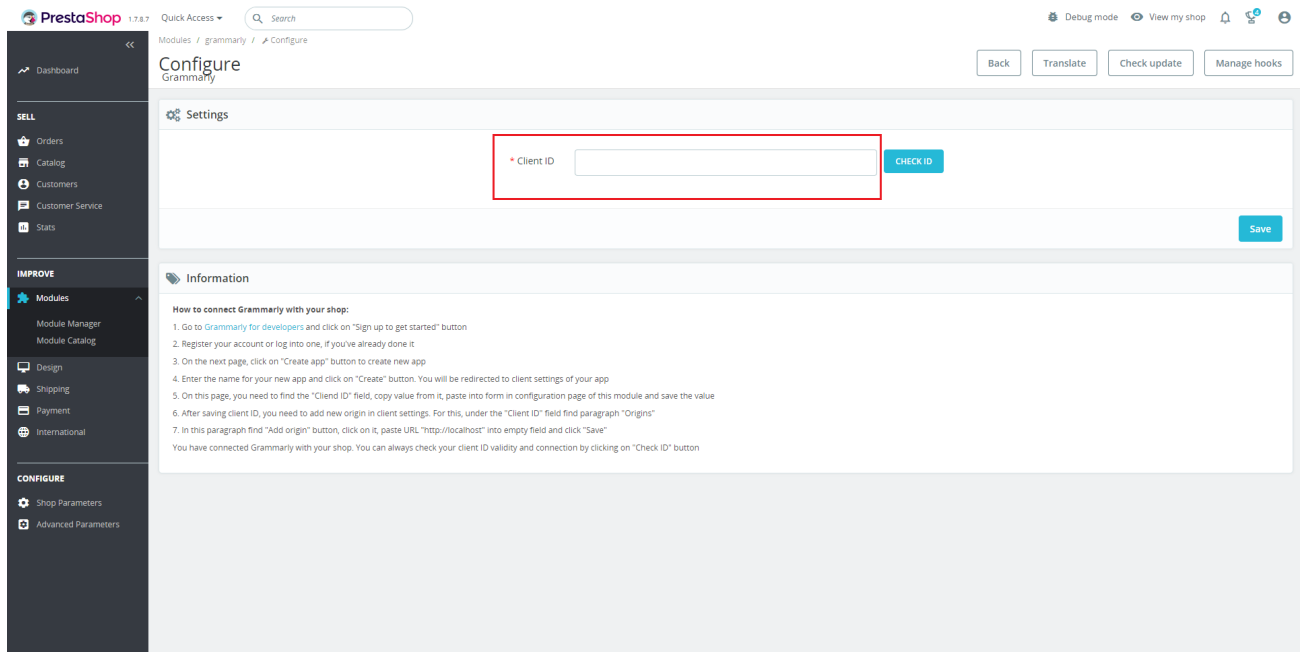 PrestaShop 1.7.8.7 Quick Access Search Debug mode View my shop
Modules / grammarly / Configure
Configure
Grammarly
Back Translate Check update Manage hooks
Dashboard
SELL
Orders
Catalog
Customers
Customer Service
Stats
IMPROVE
Modules
Module Manager
Module Catalog
Design
Shipping
Payment
International
CONFIGURE
Shop Parameters
Advanced Parameters
Settings
* Client ID CHECK ID
Save
Information
How to connect Grammarly with your shop:
1. Go to Grammarly for developers and click on "Sign up to get started" button
2. Register your account or log into one, if you've already done it
3. On the next page, click on "Create app" button to create new app
4. Enter the name for your new app and click on "Create" button. You will be redirected to client settings of your app
5. On this page, you need to find the "Cliend ID" field, copy value from it, paste into form in configuration page of this module and save the value
6. After saving client ID, you need to add new origin in client settings. For this, under the "Client ID" field find paragraph "Origins"
7. In this paragraph find "Add origin" button, click on it, paste URL "http://localhost" into empty field and click "Save"
You have connected Grammarly with your shop. You can always check your client ID validity and connection by clicking on "Check ID" button